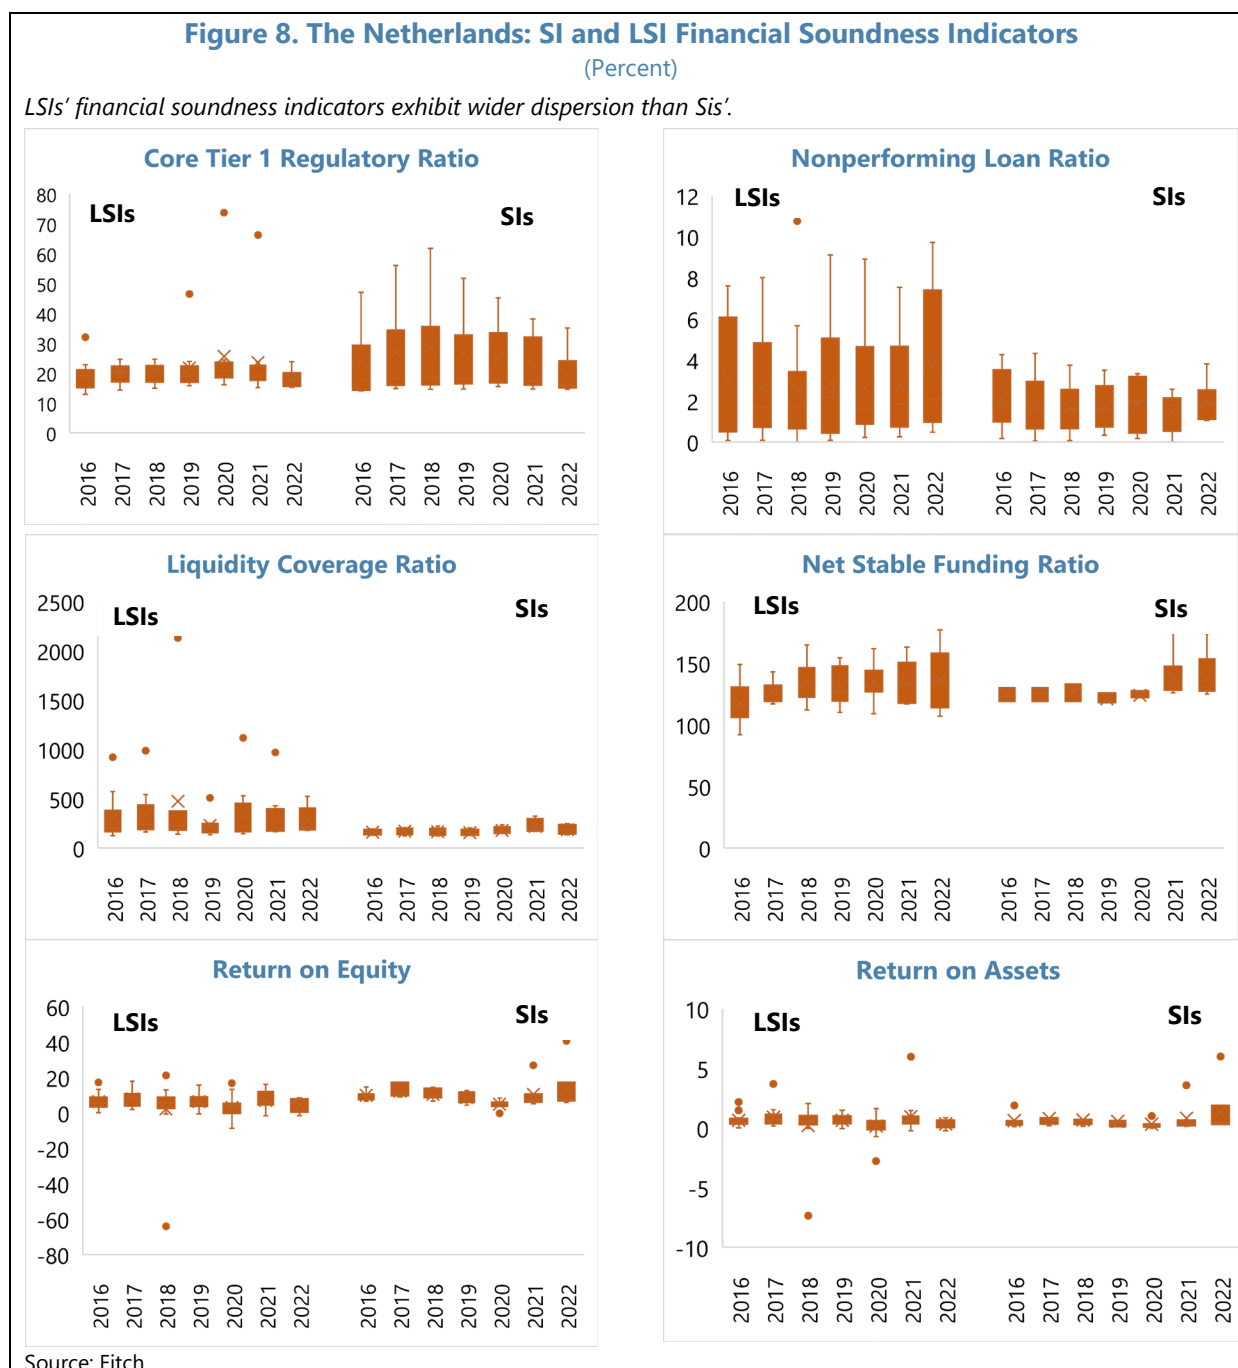 Figure 8. The Netherlands: SI and LSI Financial Soundness Indicators
(Percent)
LSIs' financial soundness indicators exhibit wider dispersion than Sis'.
Core Tier 1 Regulatory Ratio
80
70
60
50
40
30
20
10
0
LSIs
SIs
2016 2017 2018 2019 2020 2021 2022 2016 2017 2018 2019 2020 2021 2022
Nonperforming Loan Ratio
12
10
8
6
4
2
0
LSIs
SIs
2016 2017 2018 2019 2020 2021 2022 2016 2017 2018 2019 2020 2021 2022
Liquidity Coverage Ratio
2500
2000
1500
1000
500
0
LSIs
SIs
2016 2017 2018 2019 2020 2021 2022 2016 2017 2018 2019 2020 2021 2022
Net Stable Funding Ratio
200
150
100
50
0
LSIs
SIs
2016 2017 2018 2019 2020 2021 2022 2016 2017 2018 2019 2020 2021 2022
Return on Equity
60
40
20
0
-20
-40
-60
-80
LSIs
SIs
2016 2017 2018 2019 2020 2021 2022 2016 2017 2018 2019 2020 2021 2022
Return on Assets
10
5
0
-5
-10
LSIs
SIs
2016 2017 2018 2019 2020 2021 2022 2016 2017 2018 2019 2020 2021 2022
Source: Fitch